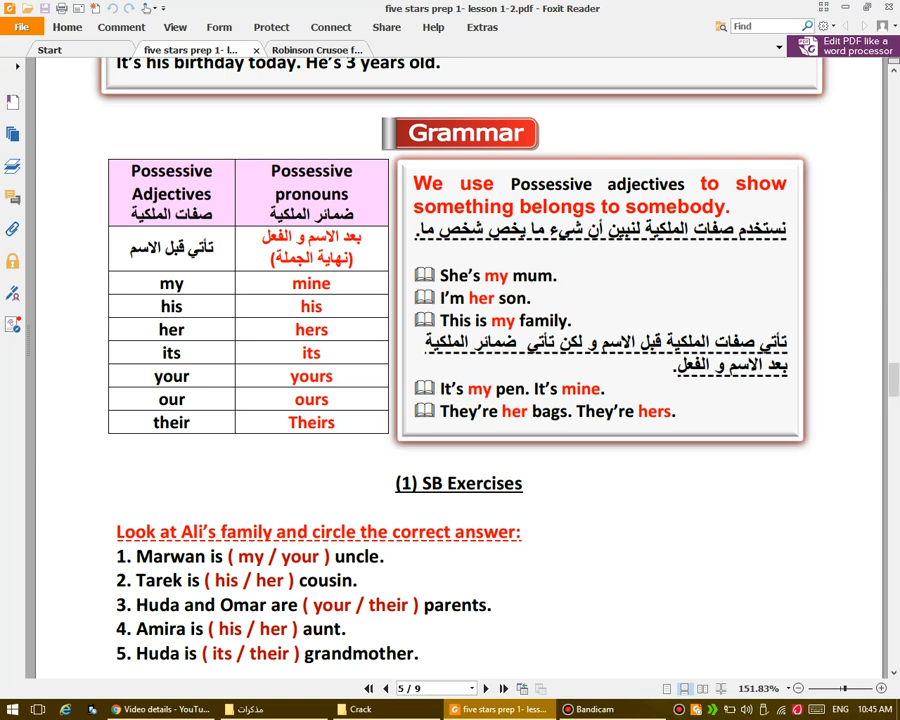 five stars prep 1- lesson 1-2.pdf - Foxit Reader
File Home Comment View Form Protect Connect Share Help Extras Find
Start five stars prep 1- l... Robinson Crusoe f... Edit PDF like a
word processor
It's his birthday today. He's 3 years old.
Grammar
Possessive Adjectives صفات الملكية
Possessive pronouns ضمائر الملكية
تأتي قبل الاسم
بعد الاسم و الفعل
(نهاية الجملة)
my mine
his his
her hers
its its
your yours
our ours
their Theirs
We use Possessive adjectives to show
something belongs to somebody.
نستخدم صفات الملكية لنبين أن شيء ما يخص شخص ما.
She's my mum.
I'm her son.
This is my family.
تأتي صفات الملكية قبل الاسم و لكن تأتي ضمائر الملكية
بعد الاسم و الفعل.
It's my pen. It's mine.
They're her bags. They're hers.
(1) SB Exercises
Look at Ali's family and circle the correct answer:
1. Marwan is ( my / your ) uncle.
2. Tarek is ( his / her ) cousin.
3. Huda and Omar are ( your / their ) parents.
4. Amira is ( his / her ) aunt.
5. Huda is ( its / their ) grandmother.
5 / 9 151.83%
Video details - YouTu... مذكرات Crack five stars prep 1- less... Bandicam ENG 10:45 AM